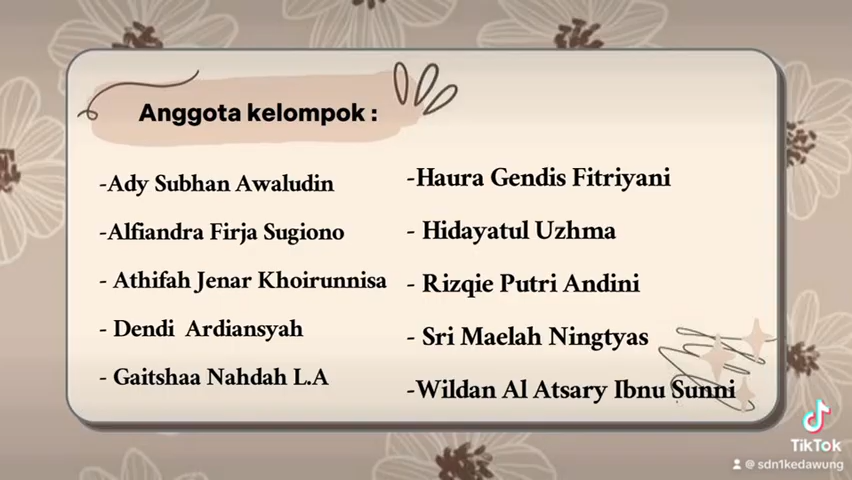 TikTok
Anggota kelompok :
-Ady Subhan Awaludin
-Alfiandra Firja Sugiono
- Athifah Jenar Khoirunnisa
- Dendi Ardiansyah
- Gaitshaa Nahdah L.A
-Haura Gendis Fitriyani
- Hidayatul Uzhma
- Rizqie Putri Andini
- Sri Maelah Ningtyas
-Wildan Al Atsary Ibnu Sunni
TikTok
@sdn1kedawung